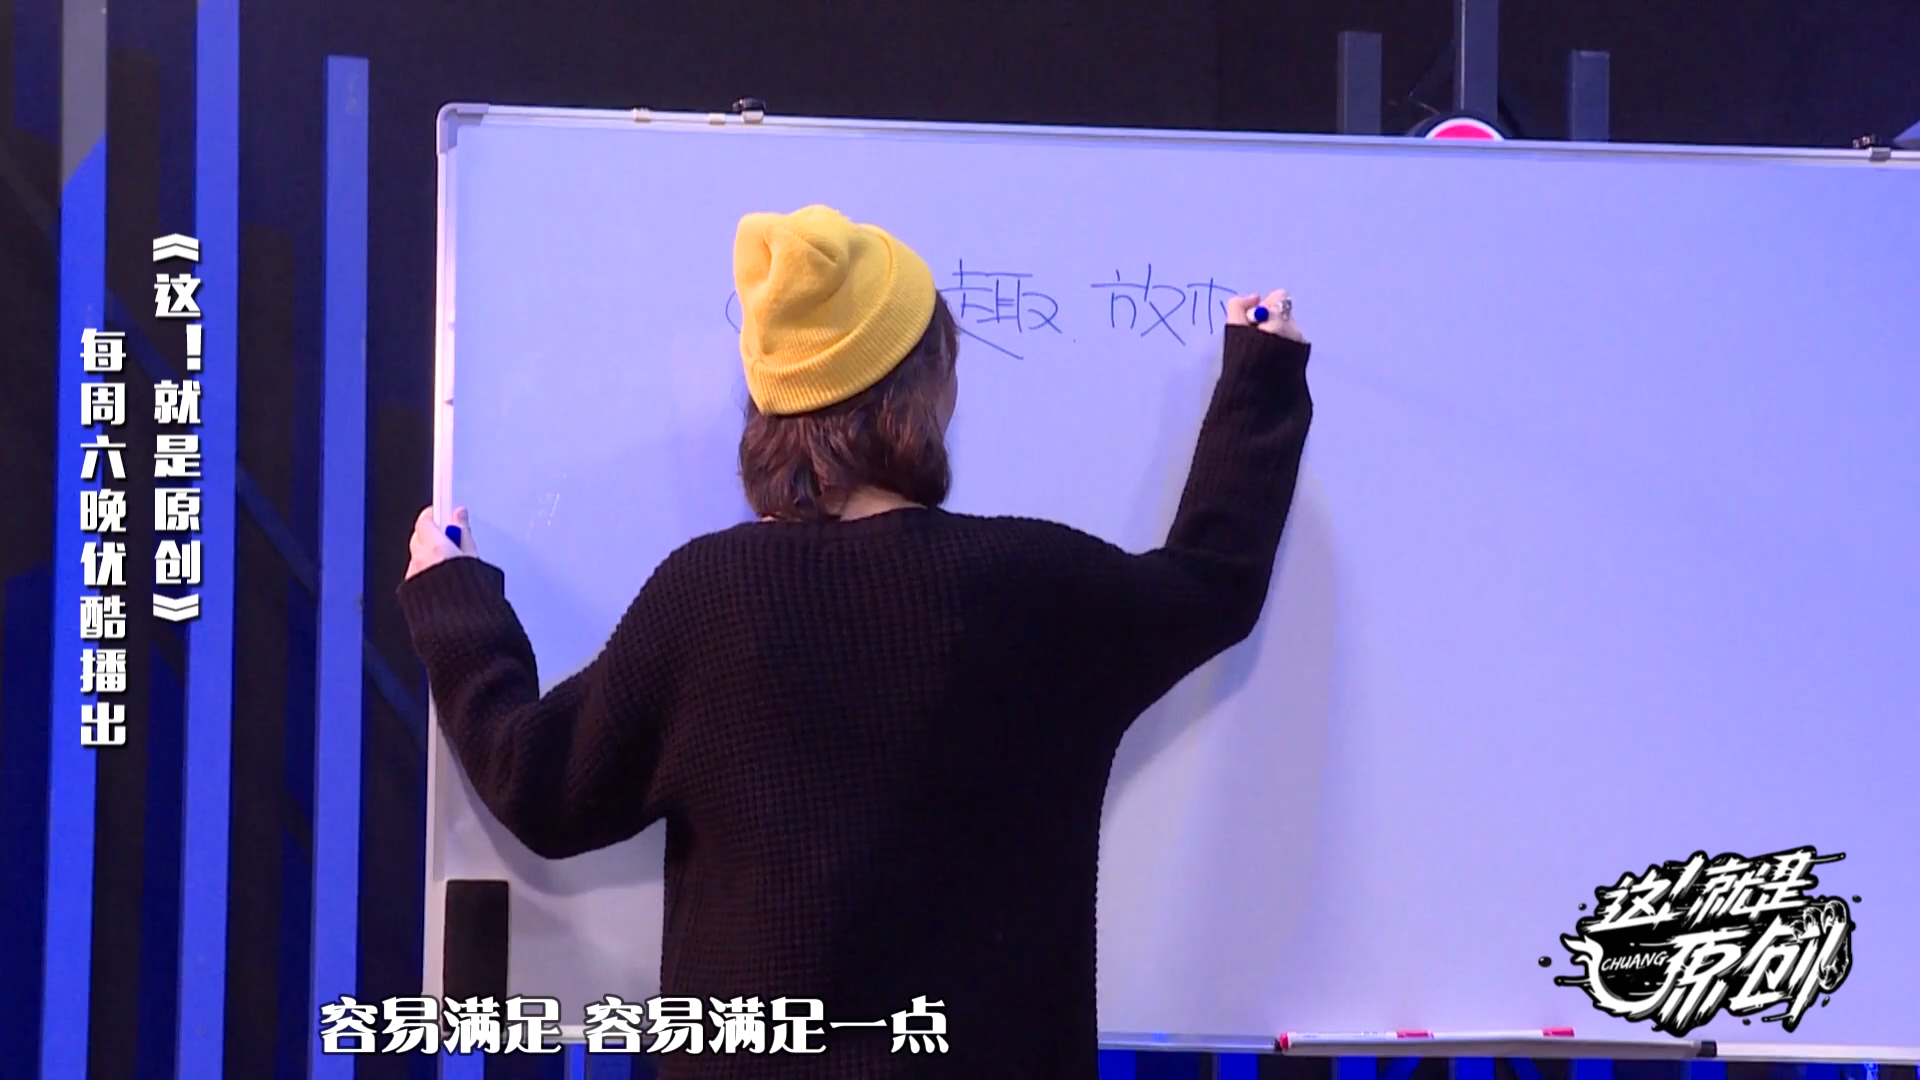 《这!就是原创》
每周六晚优酷播出
趣 放松
这!就是
原创
CHUANG
容易满足 容易满足一点